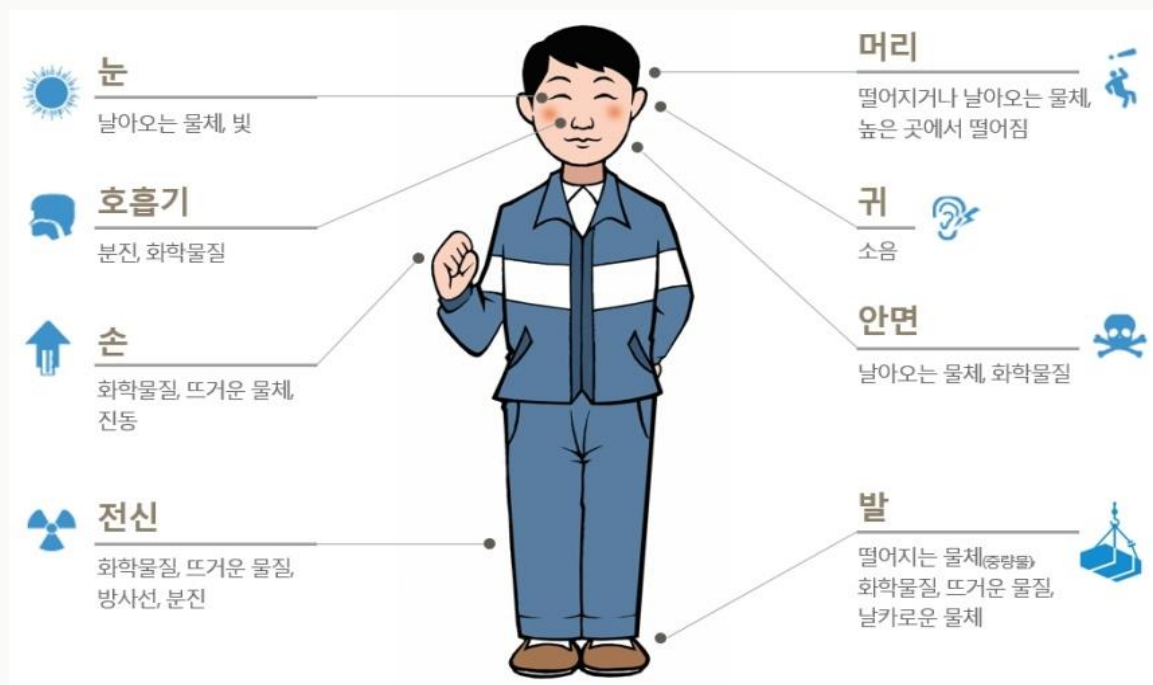 눈
날아오는 물체, 빛
호흡기
분진, 화학물질
손
화학물질, 뜨거운 물체,
진동
전신
화학물질, 뜨거운 물질,
방사선, 분진
머리
떨어지거나 날아오는 물체,
높은 곳에서 떨어짐
귀
소음
안면
날아오는 물체, 화학물질
발
떨어지는 물체(중량물)
화학물질, 뜨거운 물질,
날카로운 물체